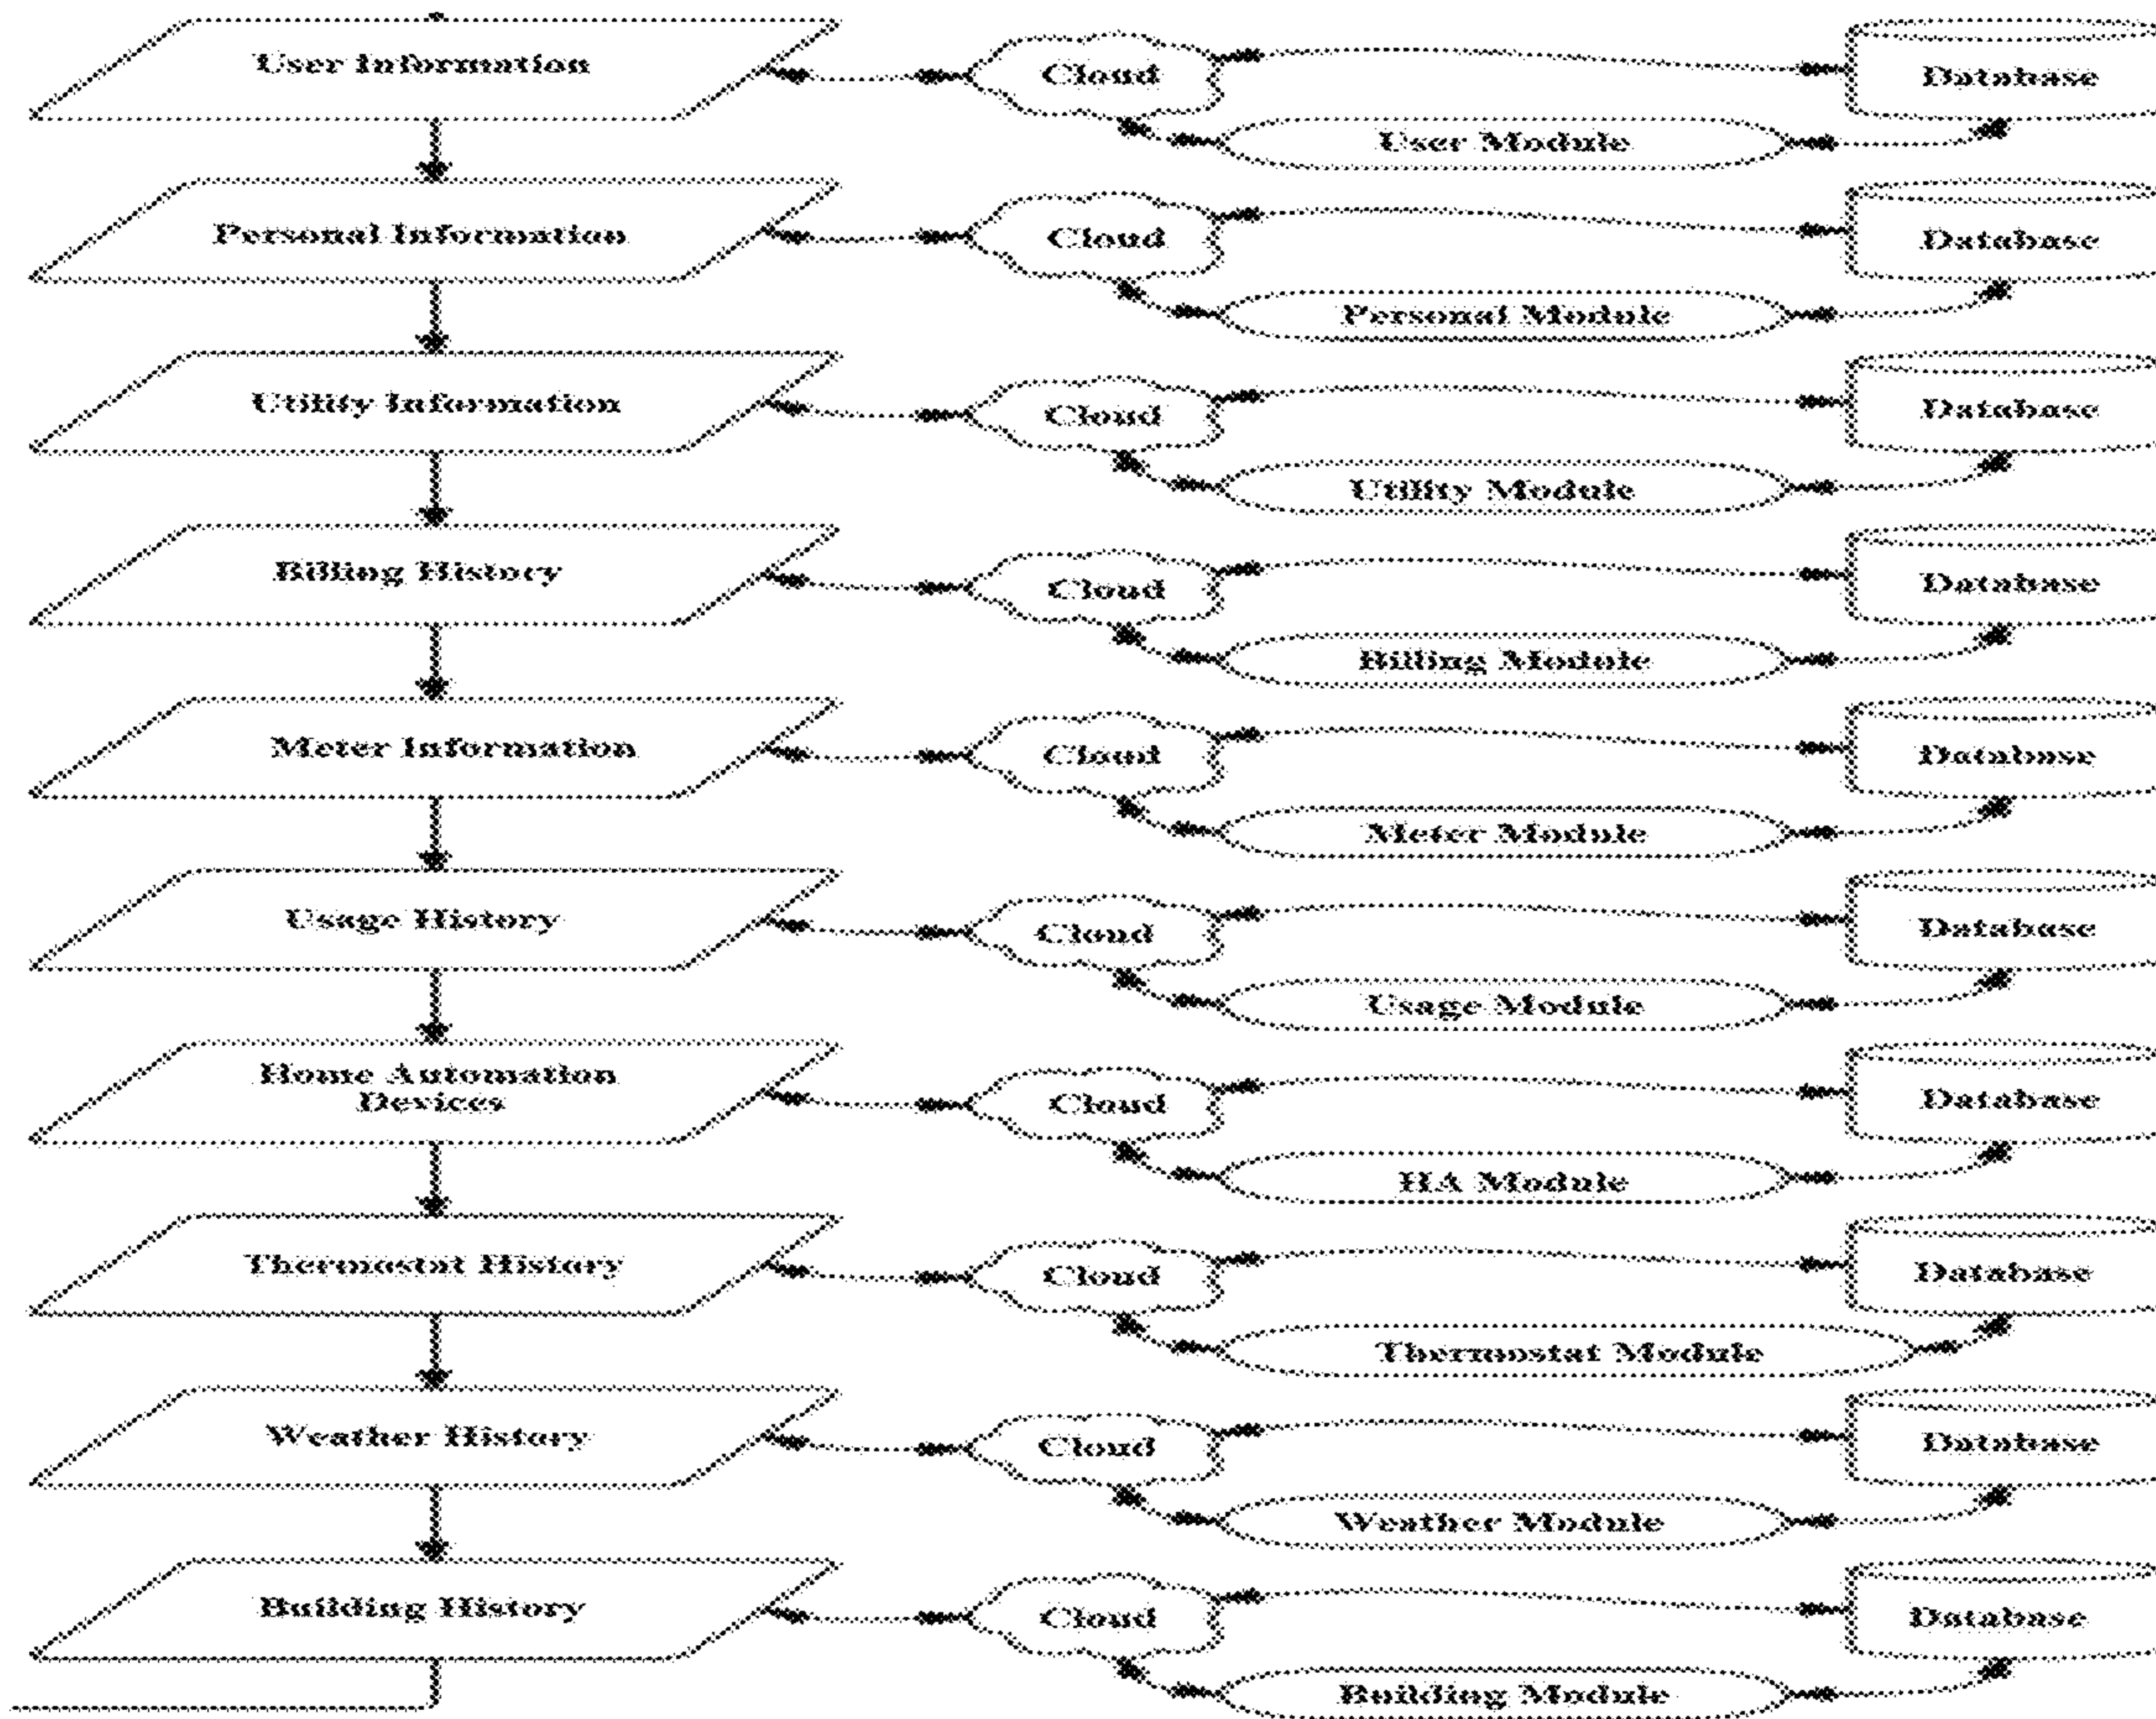 User Information
Cloud
Database
User Module
Personal Information
Cloud
Database
Personal Module
Utility Information
Cloud
Database
Utility Module
Billing History
Cloud
Database
Billing Module
Meter Information
Cloud
Database
Meter Module
Usage History
Cloud
Database
Usage Module
Home Automation
Devices
Cloud
Database
HA Module
Thermostat History
Cloud
Database
Thermostat Module
Weather History
Cloud
Database
Weather Module
Building History
Cloud
Database
Building Module